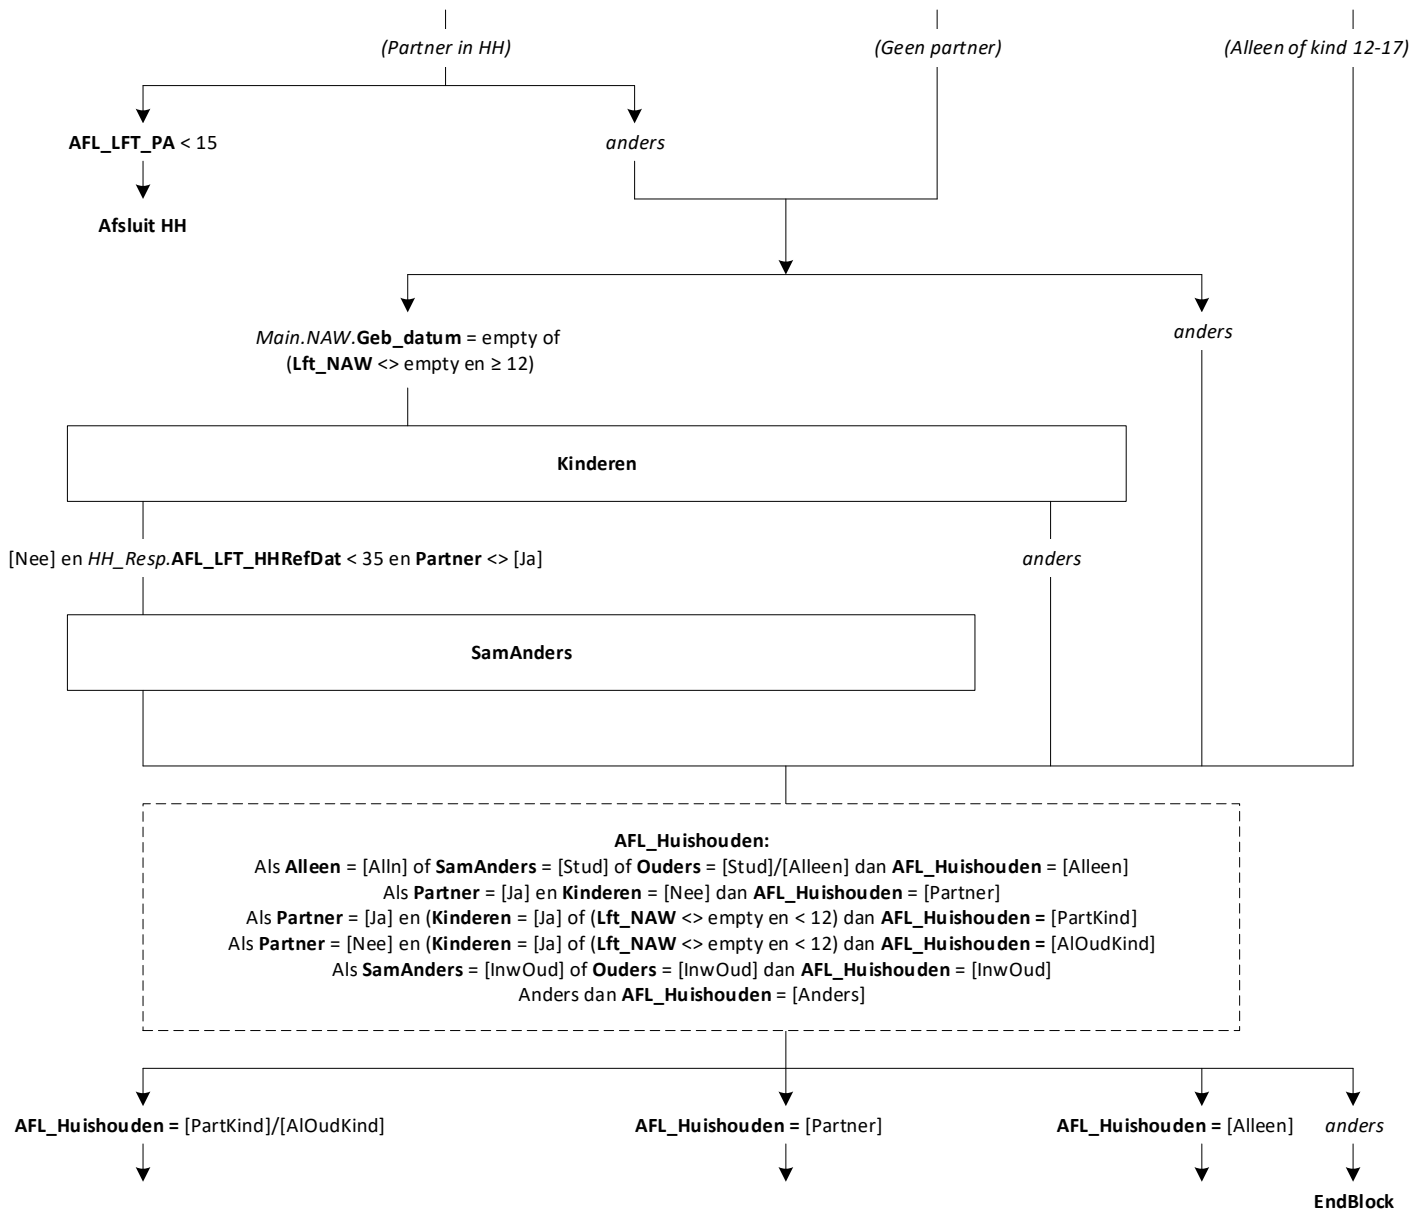 (Partner in HH)
(Geen partner)
(Alleen of kind 12-17)
AFL_LFT_PA < 15
anders
Afsluit HH
Main.NAW.Geb_datum = empty of
(Lft_NAW <> empty en ≥ 12)
anders
Kinderen
[Nee] en HH_Resp.AFL_LFT_HHRefDat < 35 en Partner <> [Ja]
anders
SamAnders
AFL_Huishouden:
Als Alleen = [Alln] of SamAnders = [Stud] of Ouders = [Stud]/[Alleen] dan AFL_Huishouden = [Alleen]
Als Partner = [Ja] en Kinderen = [Nee] dan AFL_Huishouden = [Partner]
Als Partner = [Ja] en (Kinderen = [Ja] of (Lft_NAW <> empty en < 12) dan AFL_Huishouden = [PartKind]
Als Partner = [Nee] en (Kinderen = [Ja] of (Lft_NAW <> empty en < 12) dan AFL_Huishouden = [AlOudKind]
Als SamAnders = [InwOud] of Ouders = [InwOud] dan AFL_Huishouden = [InwOud]
Anders dan AFL_Huishouden = [Anders]
AFL_Huishouden = [PartKind]/[AlOudKind]
AFL_Huishouden = [Partner]
AFL_Huishouden = [Alleen]
anders
EndBlock